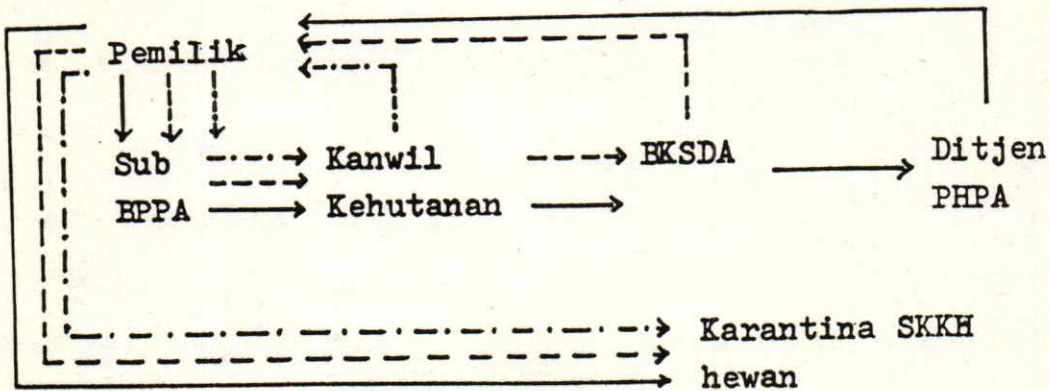 Pemilik
Sub Kanwil BKSDA Ditjen
BPPA Kehutanan PHPA
Karantina SKKH
hewan